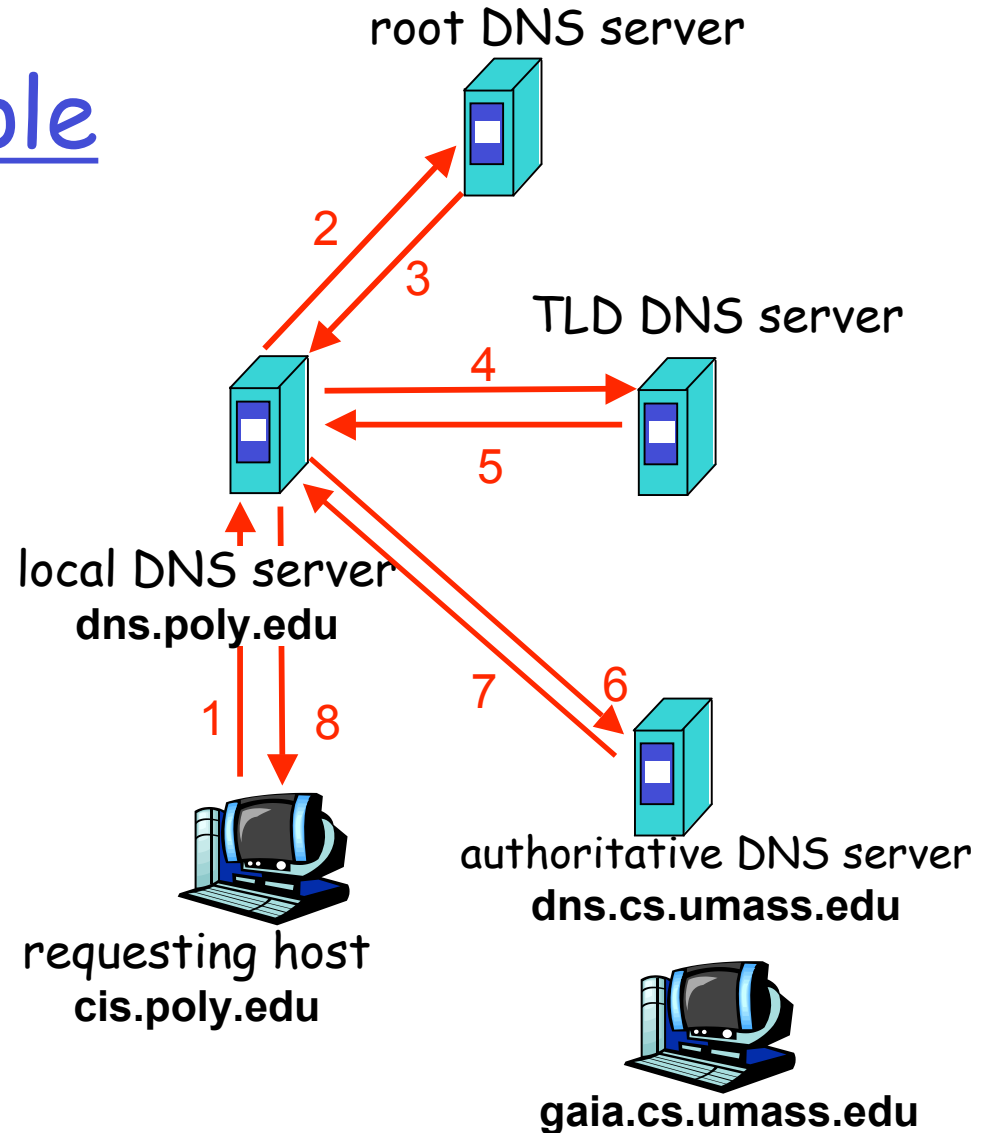 root DNS server
ple
2
3
TLD DNS server
4
5
local DNS server
dns.poly.edu
1
8
7
6
requesting host
cis.poly.edu
authoritative DNS server
dns.cs.umass.edu
gaia.cs.umass.edu